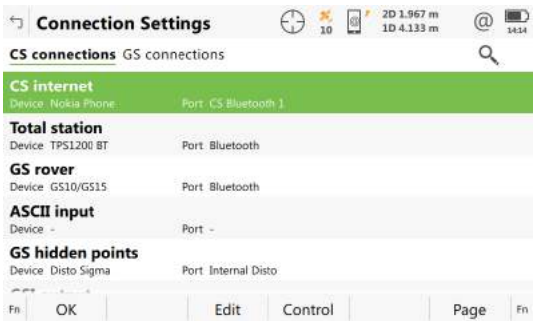 Connection Settings
10
2D 1.967 m
1D 4.133 m
@
14:14
CS connections GS connections
CS internet
Device Nokia Phone Port CS Bluetooth 1
Total station
Device TPS1200 BT Port Bluetooth
GS rover
Device GS10/GS15 Port Bluetooth
ASCII input
Device - Port -
GS hidden points
Device Disto Sigma Port Internal Disto
Fn OK Edit Control Page Fn